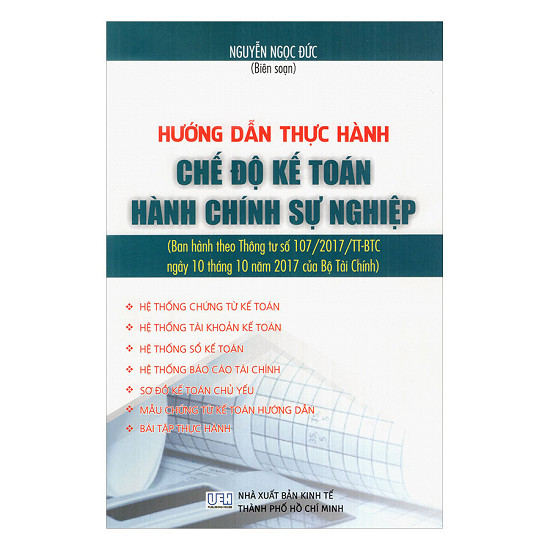 NGUYỄN NGỌC ĐỨC
(Biên soạn)
HƯỚNG DẪN THỰC HÀNH
CHẾ ĐỘ KẾ TOÁN
HÀNH CHÍNH SỰ NGHIỆP
(Ban hành theo Thông tư số 107/2017/TT-BTC
ngày 10 tháng 10 năm 2017 của Bộ Tài Chính)
HỆ THỐNG CHỨNG TỪ KẾ TOÁN
HỆ THỐNG TÀI KHOẢN KẾ TOÁN
HỆ THỐNG SỔ KẾ TOÁN
HỆ THỐNG BÁO CÁO TÀI CHÍNH
SƠ ĐỒ KẾ TOÁN CHỦ YẾU
MẪU CHỨNG TỪ KẾ TOÁN HƯỚNG DẪN
BÀI TẬP THỰC HÀNH
UEH
NHÀ XUẤT BẢN KINH TẾ
THÀNH PHỐ HỒ CHÍ MINH